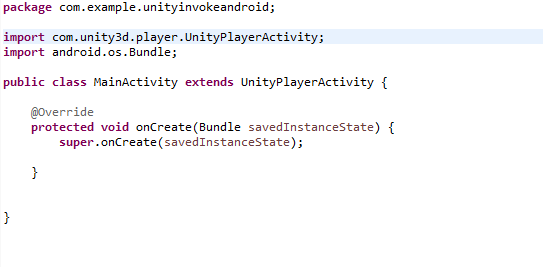 package com.example.unityinvokeandroid;
import com.unity3d.player.UnityPlayerActivity;
import android.os.Bundle;
public class MainActivity extends UnityPlayerActivity {
@Override
protected void onCreate(Bundle savedInstanceState) {
super.onCreate(savedInstanceState);
}
}